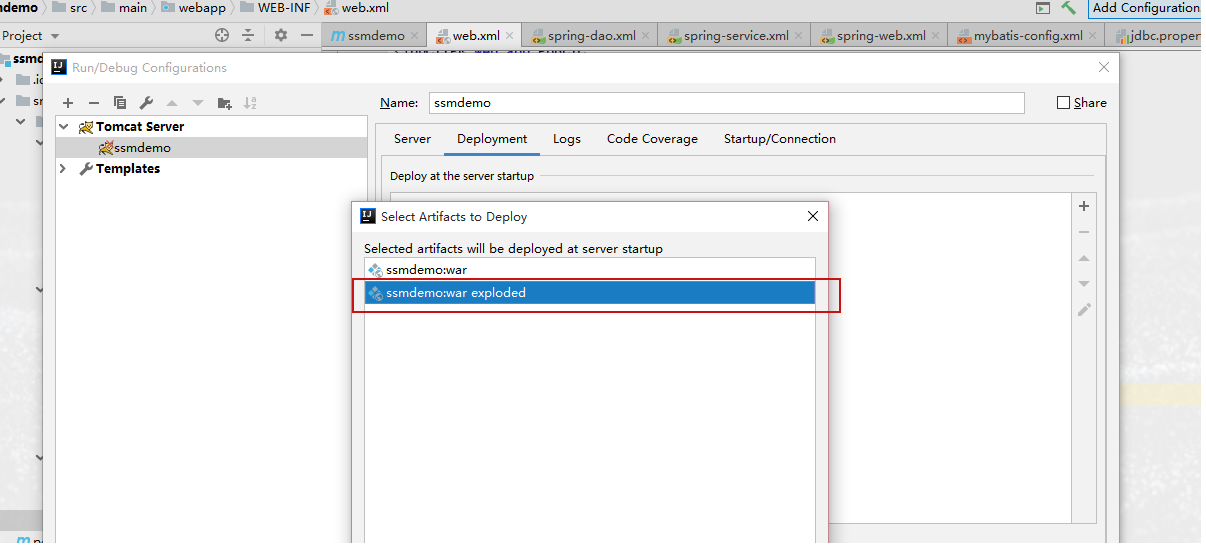 mdemo src main webapp WEB-INF web.xml Add Configuration
Project ssmdemo web.xml spring-dao.xml spring-service.xml spring-web.xml mybatis-config.xml jdbc.proper
ssm
Run/Debug Configurations
Name: ssmdemo Share
Tomcat Server
ssmdemo
Templates
Server Deployment Logs Code Coverage Startup/Connection
Deploy at the server startup
Select Artifacts to Deploy
Selected artifacts will be deployed at server startup
ssmdemo:war
ssmdemo:war exploded